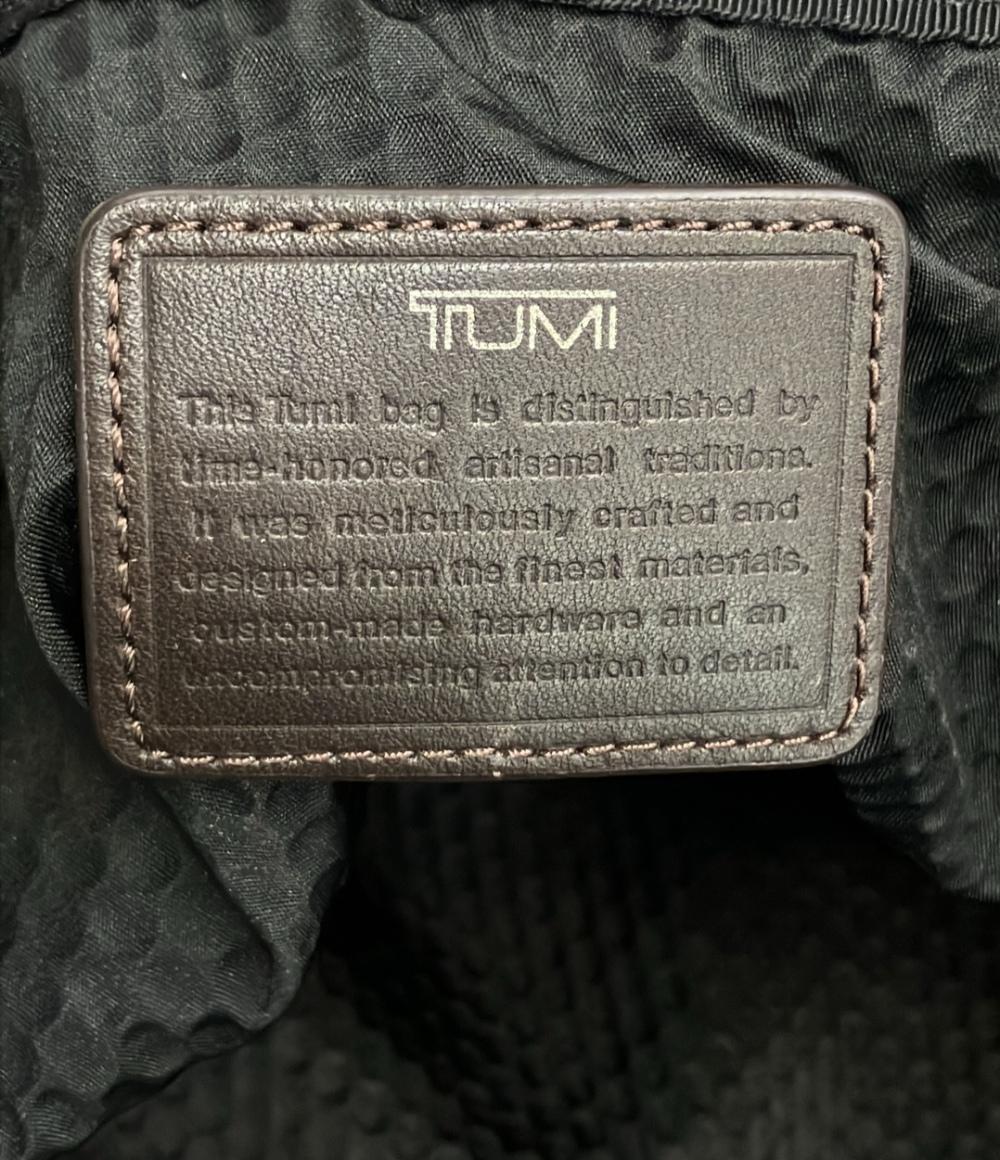 TUMI
This Tumi bag is distinguished by
time-honored artisanal traditions.
It was meticulously crafted and
designed from the finest materials,
custom-made hardware and an
uncompromising attention to detail.